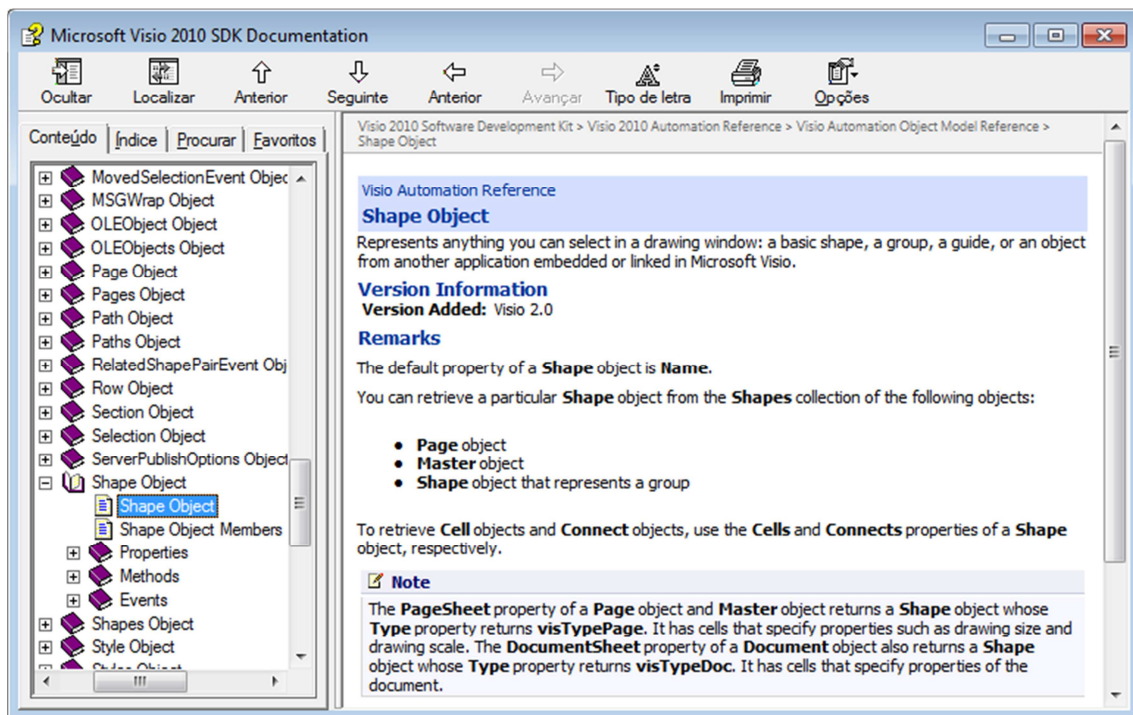 Microsoft Visio 2010 SDK Documentation
Ocultar Localizar Anterior Seguinte Anterior Avançar Tipo de letra Imprimir Opções
Conteúdo Índice Procurar Favoritos
MovedSelectionEvent Objec
MSGWrap Object
OLEObject Object
OLEObjects Object
Page Object
Pages Object
Path Object
Paths Object
RelatedShapePairEvent Obj
Row Object
Section Object
Selection Object
ServerPublishOptions Object
Shape Object
Shape Object
Shape Object Members
Properties
Methods
Events
Shapes Object
Style Object
Visio 2010 Software Development Kit > Visio 2010 Automation Reference > Visio Automation Object Model Reference >
Shape Object
Visio Automation Reference
Shape Object
Represents anything you can select in a drawing window: a basic shape, a group, a guide, or an object
from another application embedded or linked in Microsoft Visio.
Version Information
Version Added: Visio 2.0
Remarks
The default property of a Shape object is Name.
You can retrieve a particular Shape object from the Shapes collection of the following objects:
• Page object
• Master object
• Shape object that represents a group
To retrieve Cell objects and Connect objects, use the Cells and Connects properties of a Shape
object, respectively.
Note
The PageSheet property of a Page object and Master object returns a Shape object whose
Type property returns visTypePage. It has cells that specify properties such as drawing size and
drawing scale. The DocumentSheet property of a Document object also returns a Shape
object whose Type property returns visTypeDoc. It has cells that specify properties of the
document.